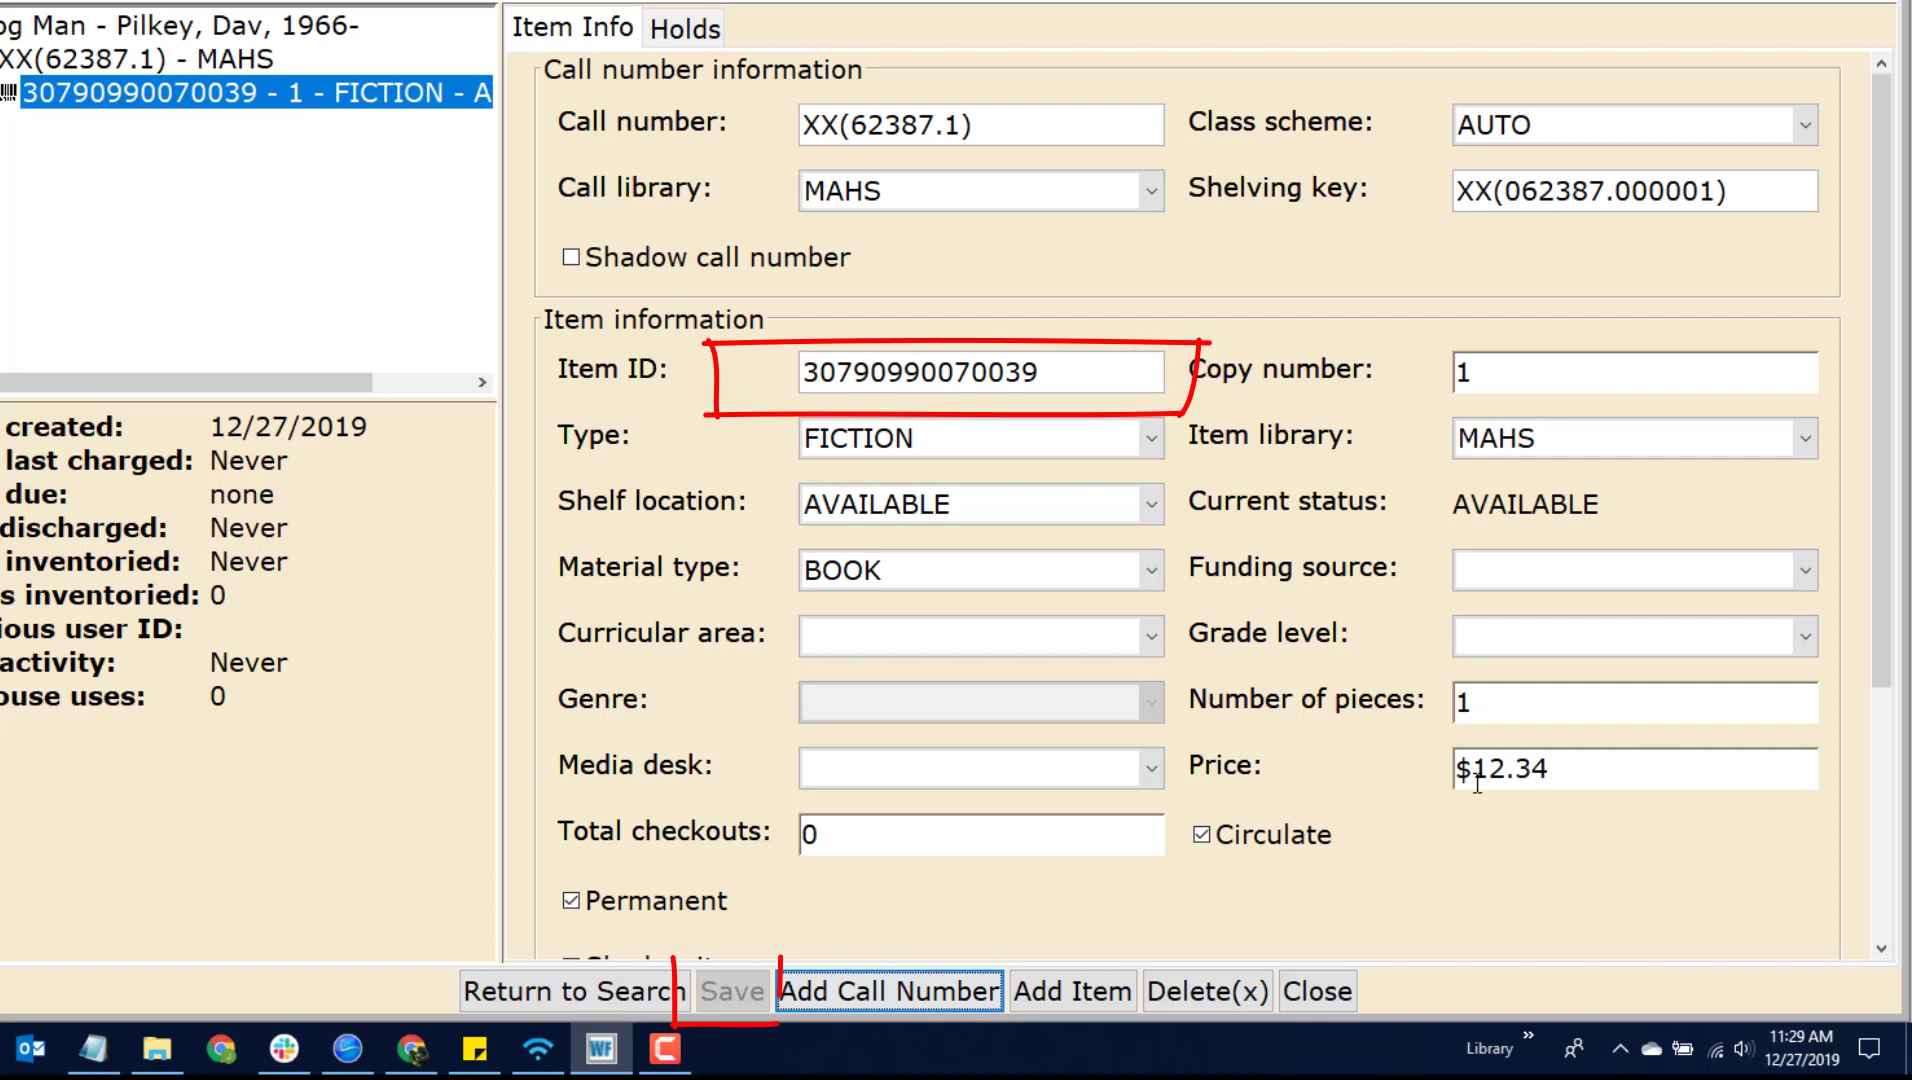 og Man - Pilkey, Dav, 1966-
XX(62387.1) - MAHS
30790990070039 - 1 - FICTION - A
created: 12/27/2019
last charged: Never
due: none
discharged: Never
inventoried: Never
s inventoried: 0
ious user ID:
activity: Never
ouse uses: 0
Item Info Holds
Call number information
Call number: XX(62387.1) Class scheme: AUTO
Call library: MAHS Shelving key: XX(062387.000001)
Shadow call number
Item information
Item ID: 30790990070039 Copy number: 1
Type: FICTION Item library: MAHS
Shelf location: AVAILABLE Current status: AVAILABLE
Material type: BOOK Funding source:
Curricular area: Grade level:
Genre: Number of pieces: 1
Media desk: Price: $12.34
Total checkouts: 0 Circulate
Permanent
Return to Search Save Add Call Number Add Item Delete(x) Close
WF
Library
11:29 AM
12/27/2019